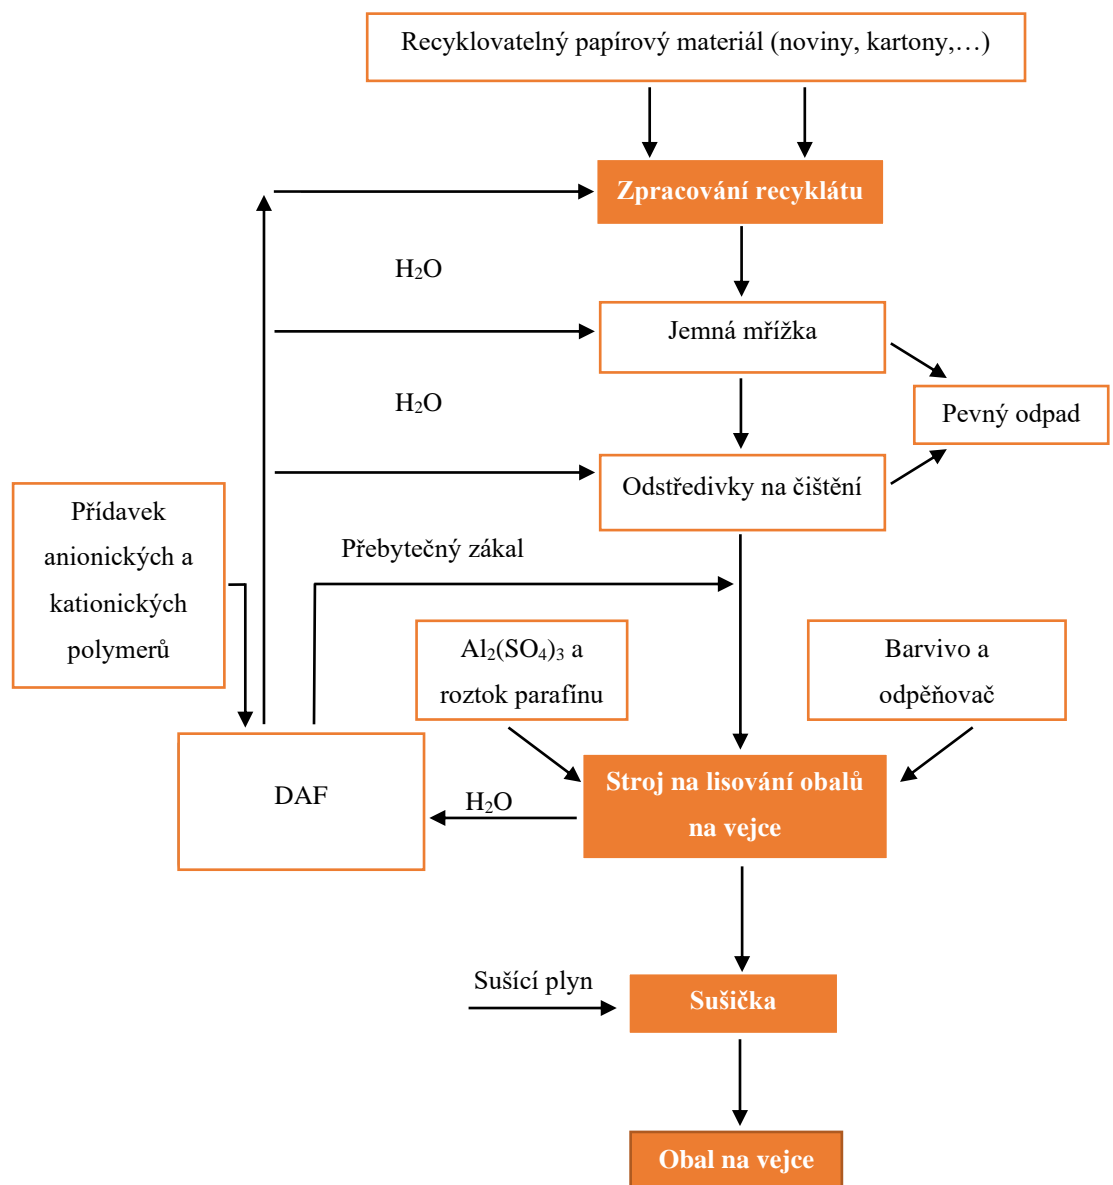 Recyklovatelný papírový materiál (noviny, kartony,…)
Zpracování recyklátu
H₂O
Jemná mřížka
H₂O
Pevný odpad
Odstředivky na čištění
Přídavek
anionických a
kationických
polymerů
Přebytečný zákal
Al₂(SO₄)₃ a
roztok parafínu
Barvivo a
odpěňovač
Stroj na lisování obalů
na vejce
DAF
H₂O
Sušící plyn
Sušička
Obal na vejce